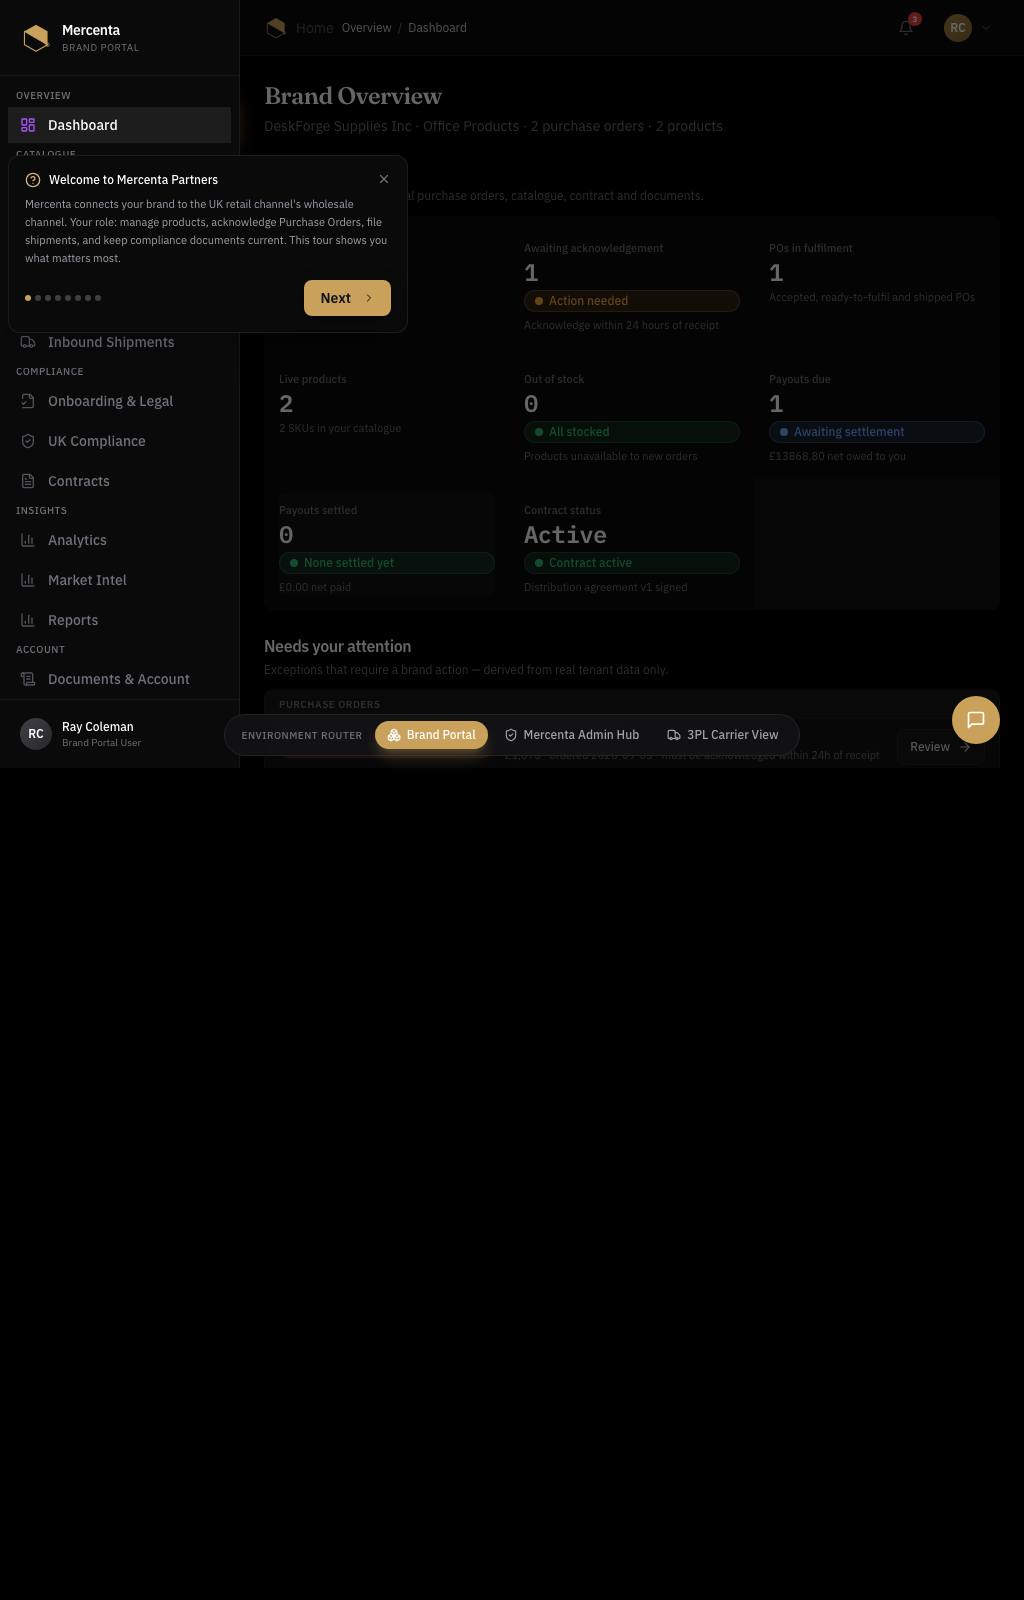 Mercenta
BRAND PORTAL
OVERVIEW
Dashboard
CATALOGUE
Welcome to Mercenta Partners
Mercenta connects your brand to the UK retail channel's wholesale
channel. Your role: manage products, acknowledge Purchase Orders, file
shipments, and keep compliance documents current. This tour shows you
what matters most.
Next
Inbound Shipments
COMPLIANCE
Onboarding & Legal
UK Compliance
Contracts
INSIGHTS
Analytics
Market Intel
Reports
ACCOUNT
Documents & Account
RC
Ray Coleman
Brand Portal User
Home Overview / Dashboard
3
RC
Brand Overview
DeskForge Supplies Inc · Office Products · 2 purchase orders · 2 products
purchase orders, catalogue, contract and documents.
Awaiting acknowledgement
1
Action needed
Acknowledge within 24 hours of receipt
POs in fulfilment
1
Accepted, ready-to-fulfil and shipped POs
Live products
2
2 SKUs in your catalogue
Out of stock
0
All stocked
Products unavailable to new orders
Payouts due
1
Awaiting settlement
£13868.80 net owed to you
Payouts settled
0
None settled yet
£0.00 net paid
Contract status
Active
Contract active
Distribution agreement v1 signed
Needs your attention
Exceptions that require a brand action — derived from real tenant data only.
PURCHASE ORDERS
must be acknowledged within 24h of receipt
Review
ENVIRONMENT ROUTER
Brand Portal
Mercenta Admin Hub
3PL Carrier View